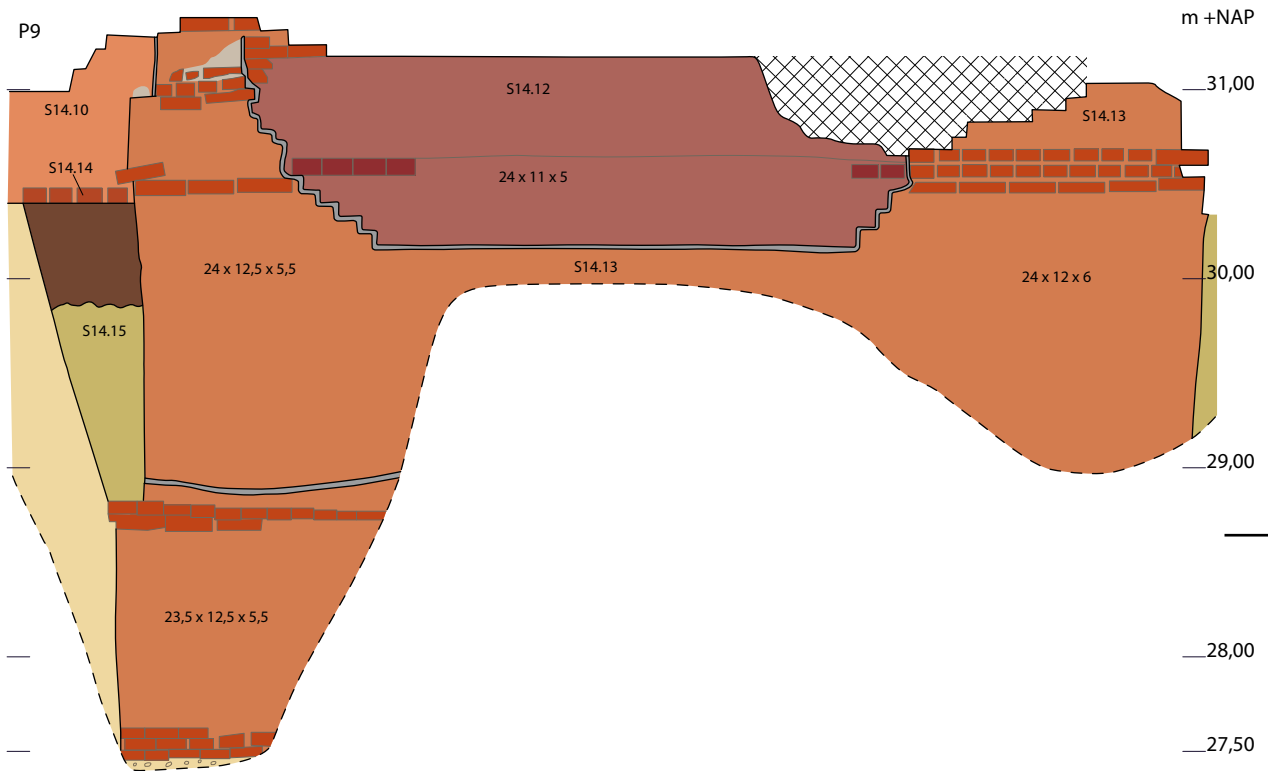 P9
m +NAP
31,00
S14.12
S14.10
S14.13
S14.14
24 x 11 x 5
24 x 12,5 x 5,5
S14.13
24 x 12 x 6
30,00
S14.15
29,00
23,5 x 12,5 x 5,5
28,00
27,50